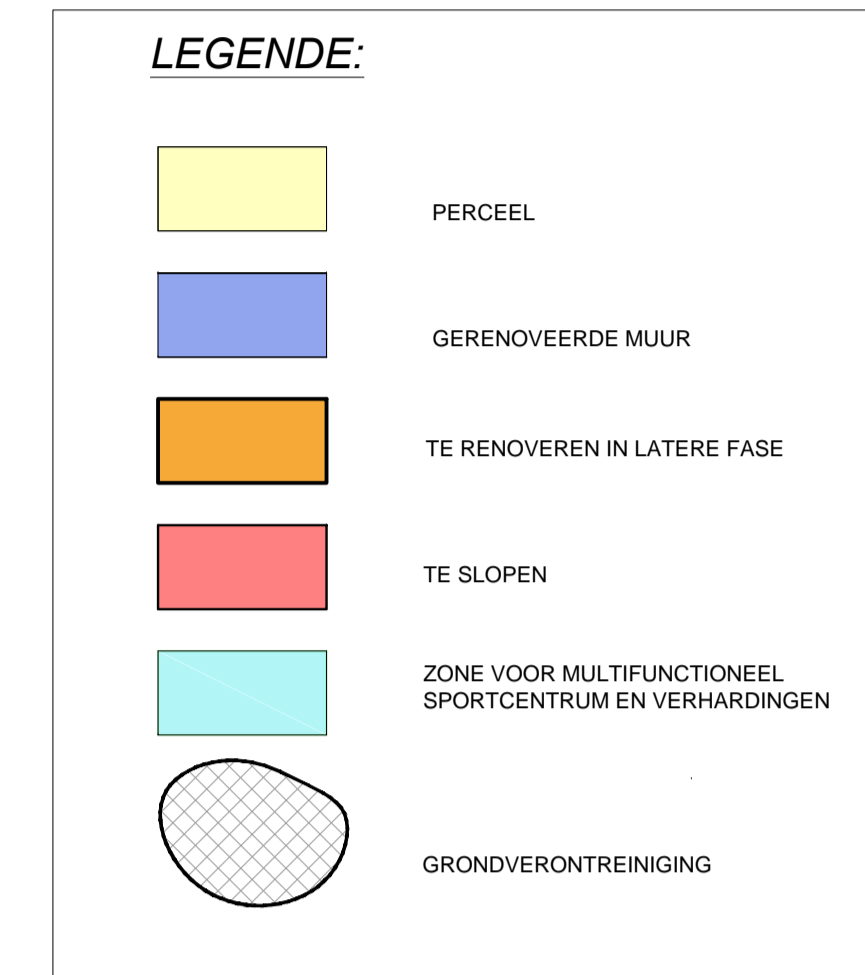 LEGENDE:
PERCEEL
GERENOVEERDE MUUR
TE RENOVEREN IN LATERE FASE
TE SLOPEN
ZONE VOOR MULTIFUNCTIONEEL
SPORTCENTRUM EN VERHARDINGEN
GRONDVERONTREINIGING